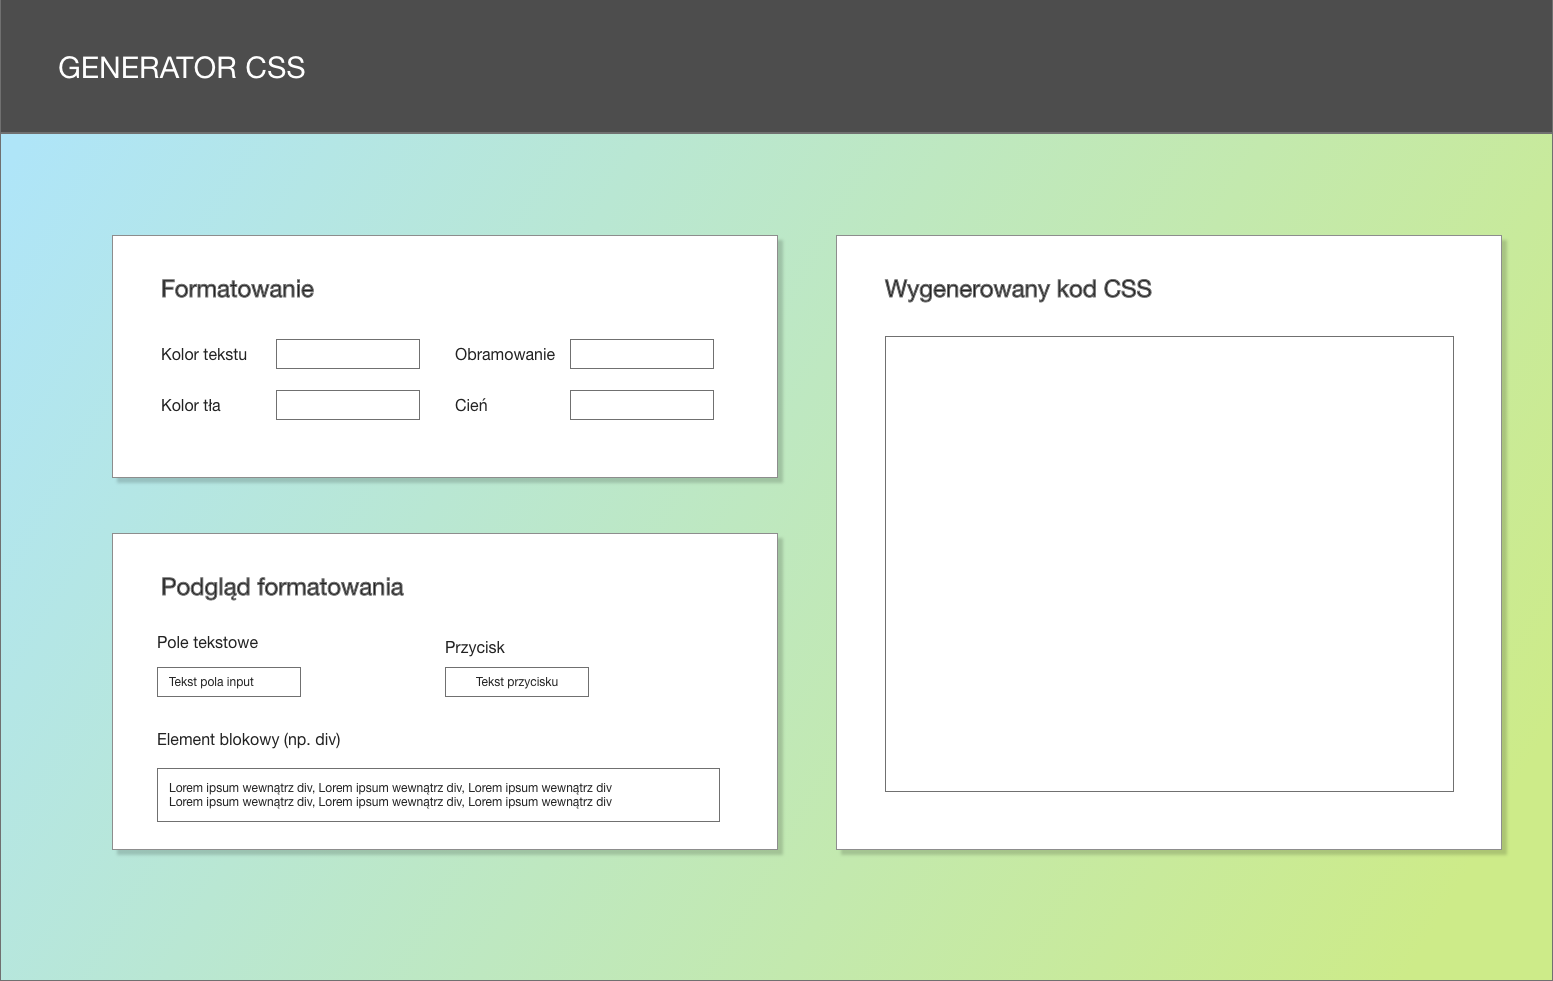 GENERATOR CSS
Formatowanie
Kolor tekstu
Obramowanie
Kolor tła
Cień
Podgląd formatowania
Pole tekstowe
Przycisk
Tekst pola input
Tekst przycisku
Element blokowy (np. div)
Lorem ipsum wewnątrz div, Lorem ipsum wewnątrz div, Lorem ipsum wewnątrz div
Lorem ipsum wewnątrz div, Lorem ipsum wewnątrz div, Lorem ipsum wewnątrz div
Wygenerowany kod CSS